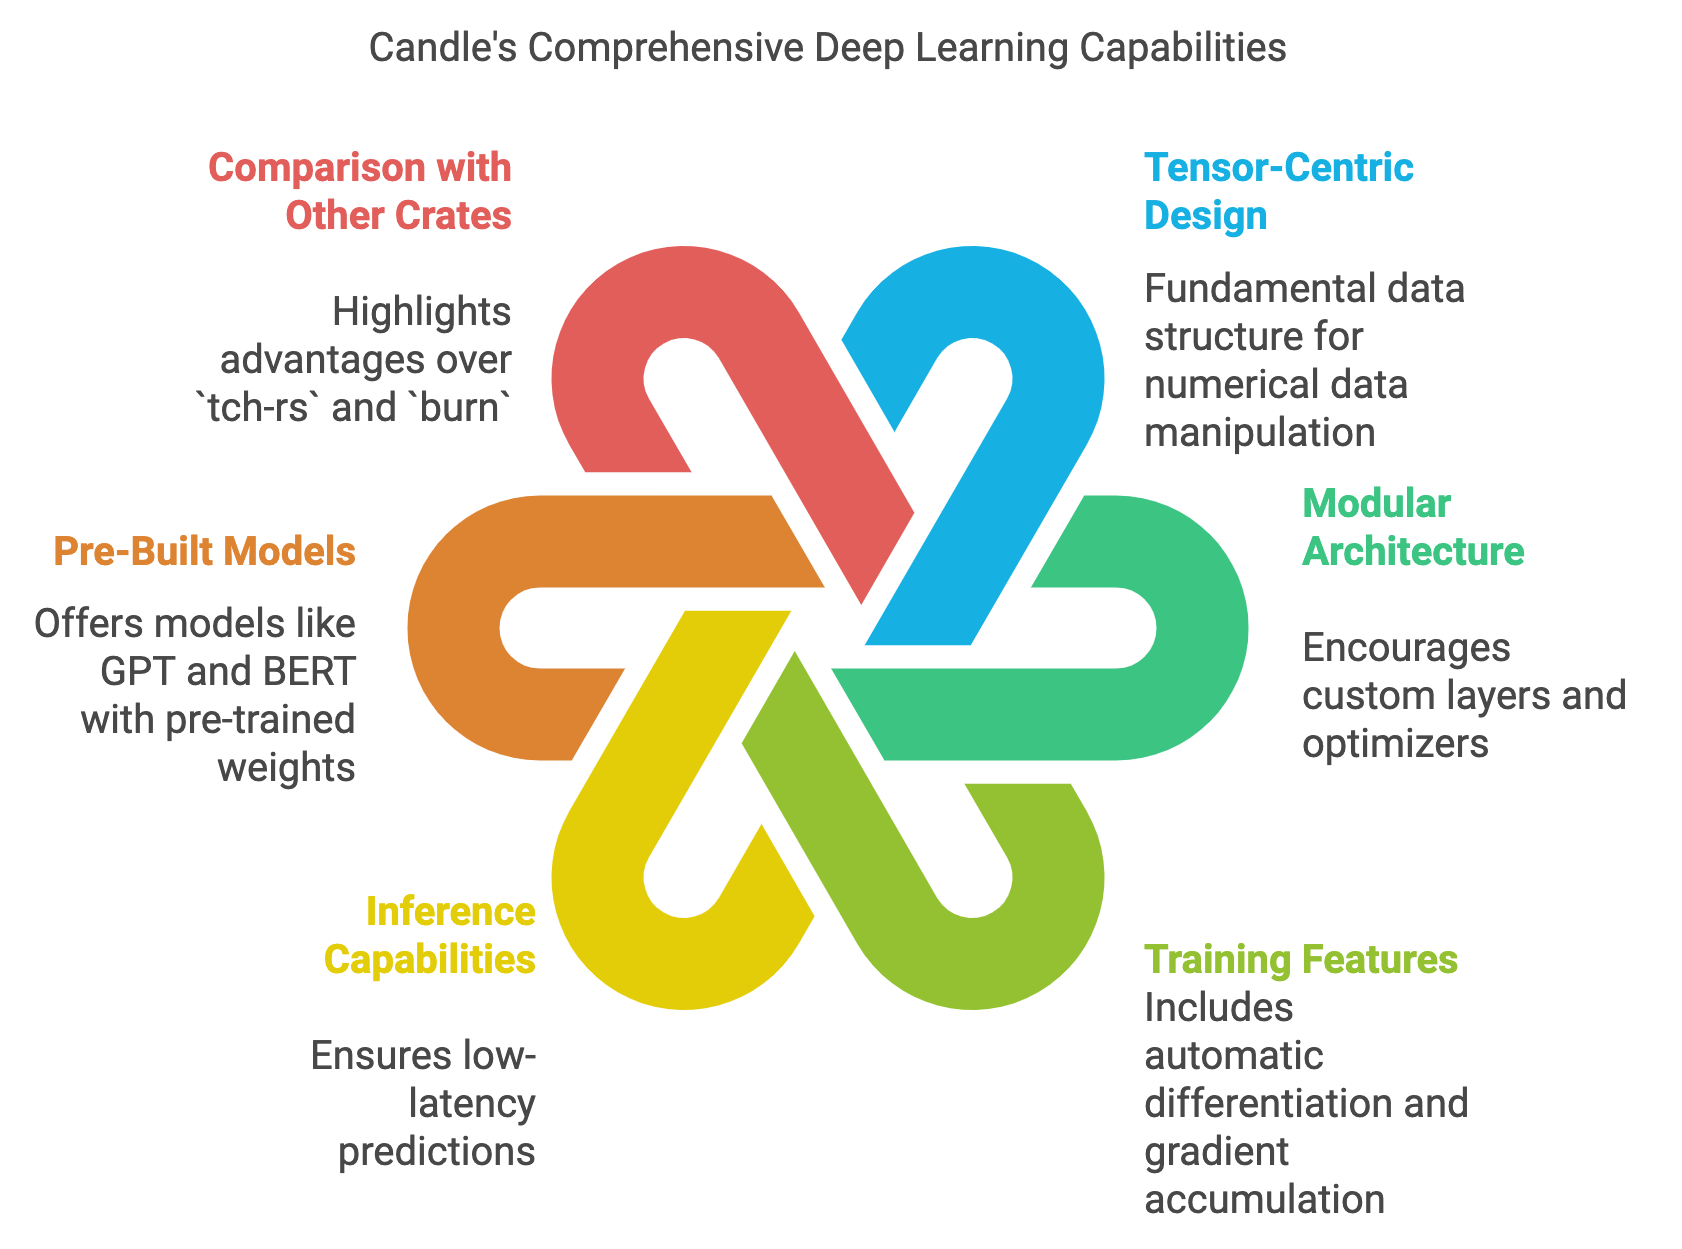 Candle's Comprehensive Deep Learning Capabilities
Comparison with
Other Crates
Highlights
advantages over
`tch-rs` and `burn`
Tensor-Centric
Design
Fundamental data
structure for
numerical data
manipulation
Pre-Built Models
Offers models like
GPT and BERT
with pre-trained
weights
Modular
Architecture
Encourages
custom layers and
optimizers
Inference
Capabilities
Ensures low-
latency
predictions
Training Features
Includes
automatic
differentiation and
gradient
accumulation